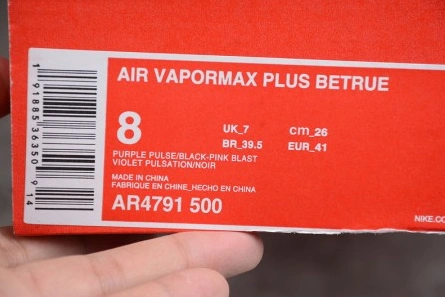 AIR VAPORMAX PLUS BETRUE
8
UK_7 cm_26
BR_39.5 EUR_41
PURPLE PULSE/BLACK-PINK BLAST
VIOLET PULSATION/NOIR
MADE IN CHINA
FABRIQUE EN CHINE_HECHO EN CHINA
AR4791 500
NIKE.CO
1 91885 36350 9 14